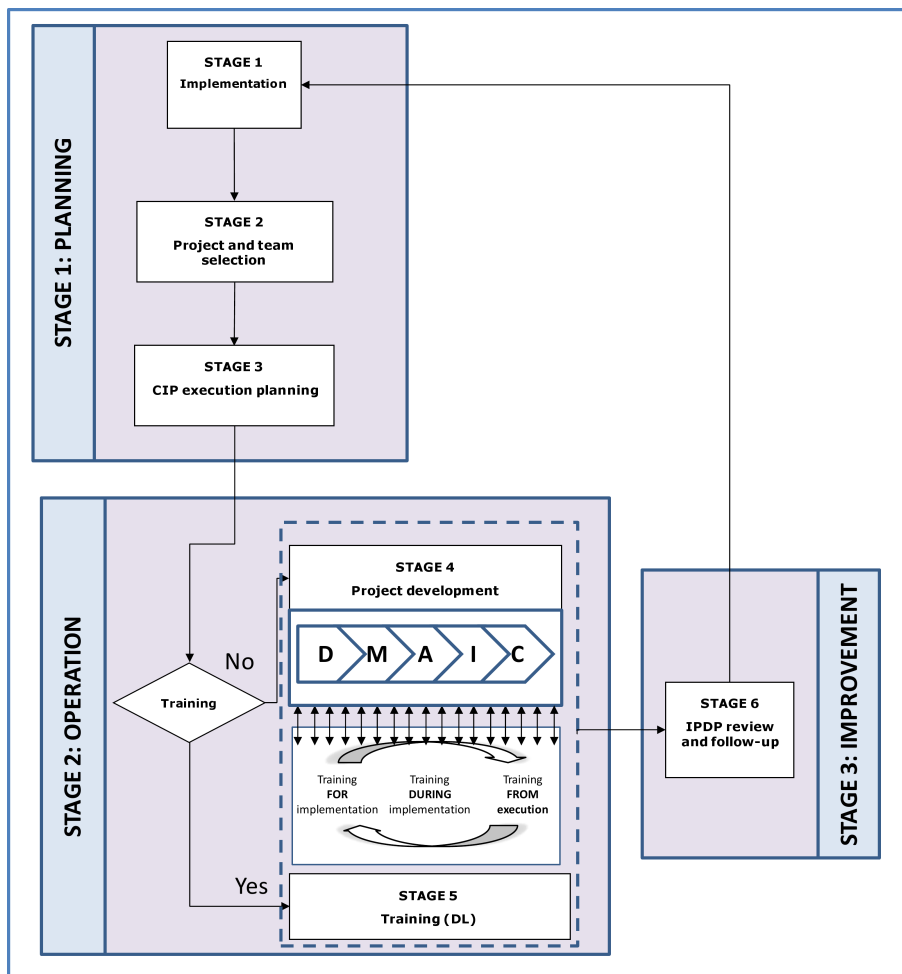 STAGE 1: PLANNING
STAGE 1
Implementation
STAGE 2
Project and team
selection
STAGE 3
CIP execution planning
STAGE 2: OPERATION
Training
No
Yes
STAGE 4
Project development
D M A I C
Training
FOR
implementation
Training
DURING
implementation
Training
FROM
execution
STAGE 5
Training (DL)
STAGE 6
IPDP review
and follow-up
STAGE 3: IMPROVEMENT